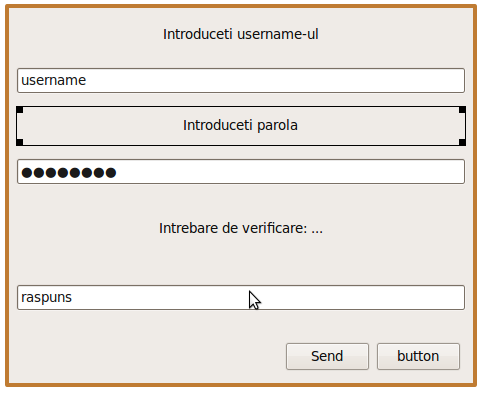 Introduceti username-ul
username
Introduceti parola
●●●●●●●●
Intrebare de verificare: ...
raspuns
Send button